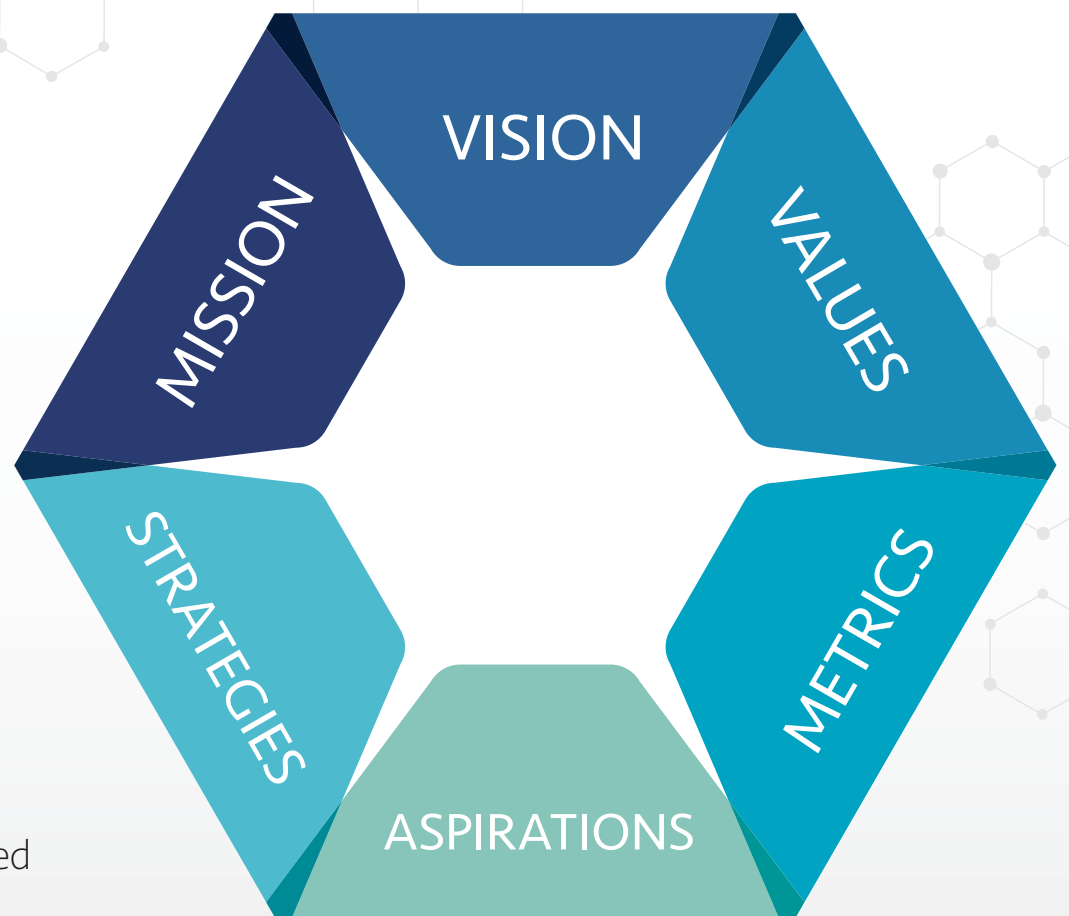 VISION
VALUES
METRICS
ASPIRATIONS
STRATEGIES
MISSION
ed